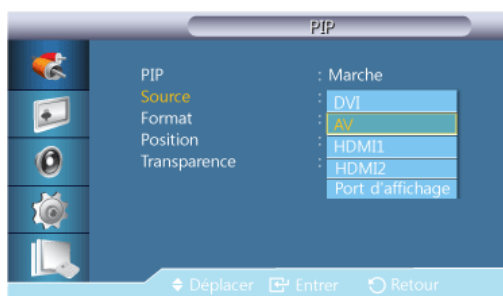 PIP
PIP : Marche
Source : DVI
Format : AV
Position : HDMI1
Transparence : HDMI2
Port d'affichage
Déplacer Entrer Retour